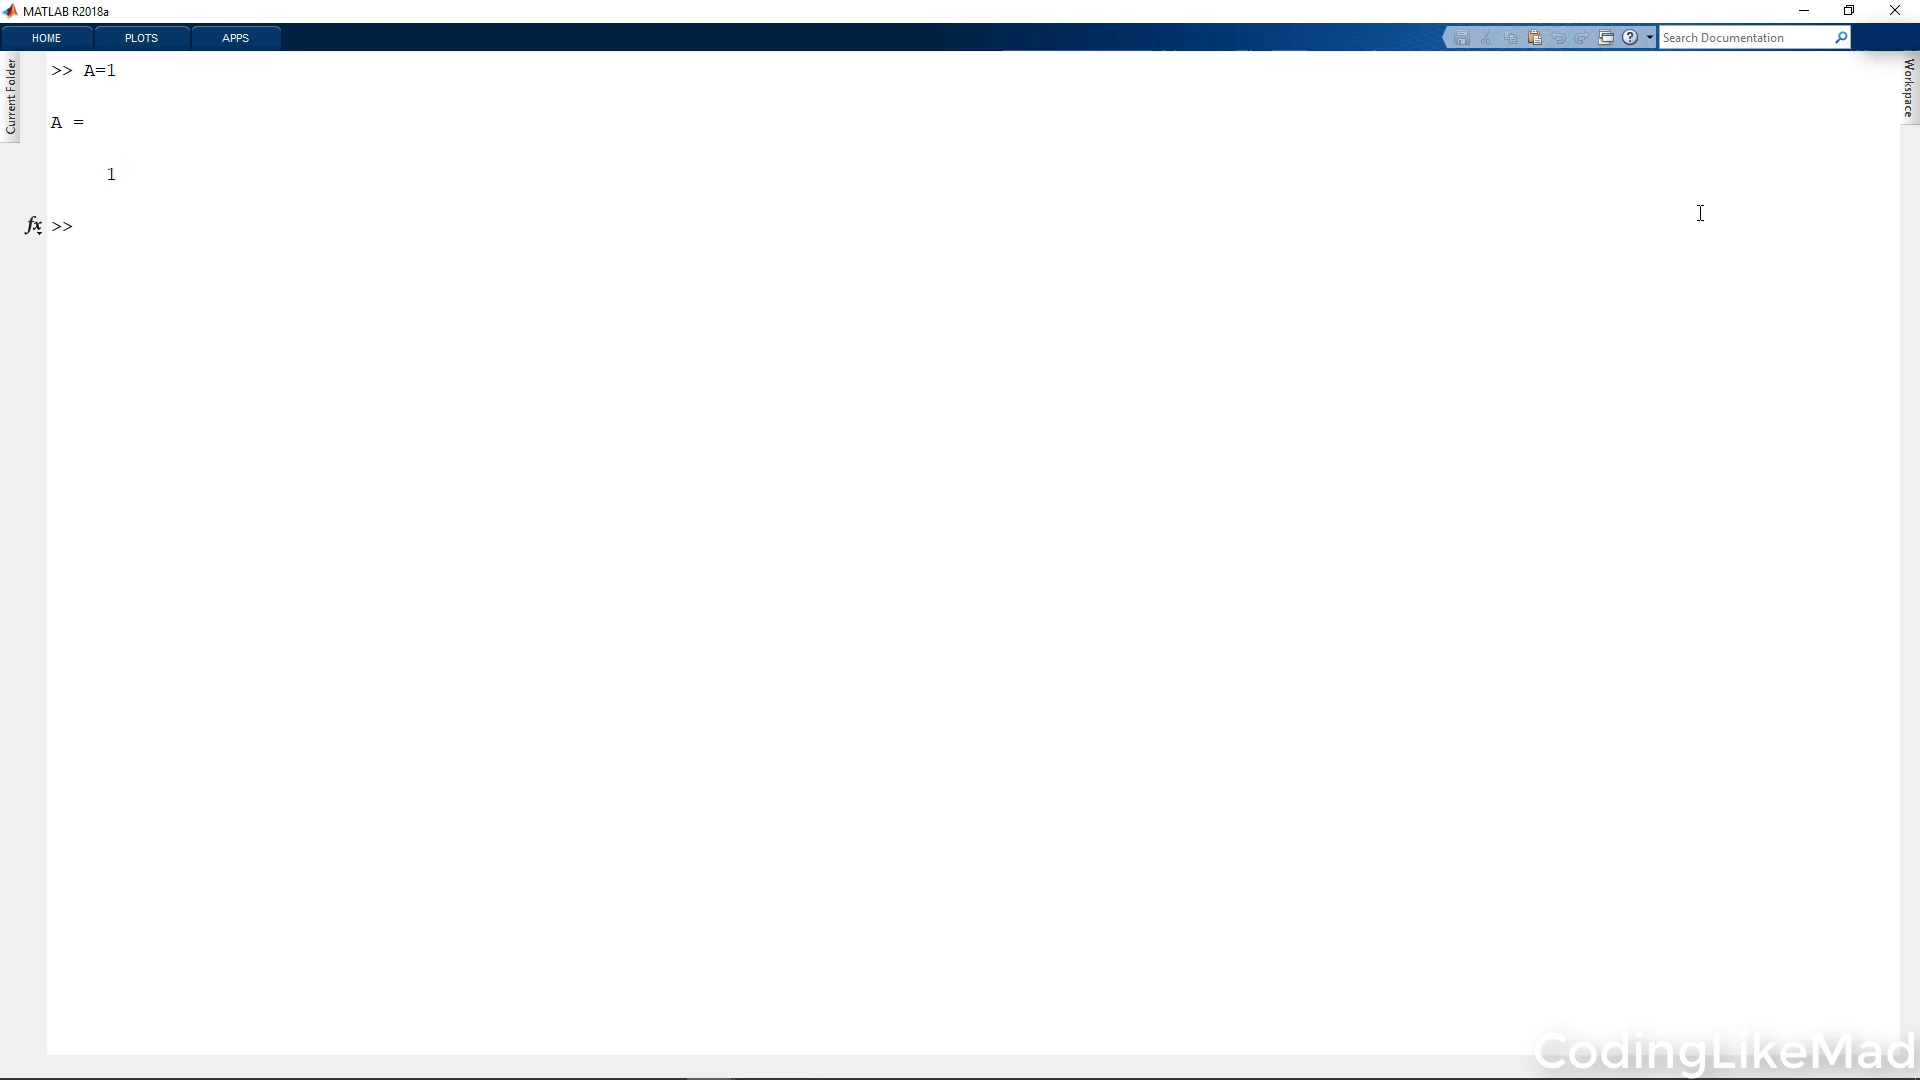 MATLAB R2018a
HOME PLOTS APPS Search Documentation
Current Folder
Workspace
>> A=1
A =
1
fx >>
CodingLikeMad